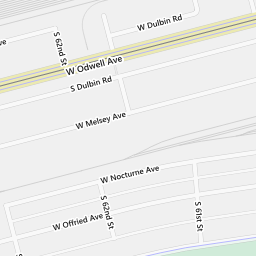 W Dulbin Rd
S 62nd St
W Odwell Ave
S Dulbin Rd
W Melsey Ave
W Nocturne Ave
S 62nd St
S 61st St
W Offried Ave